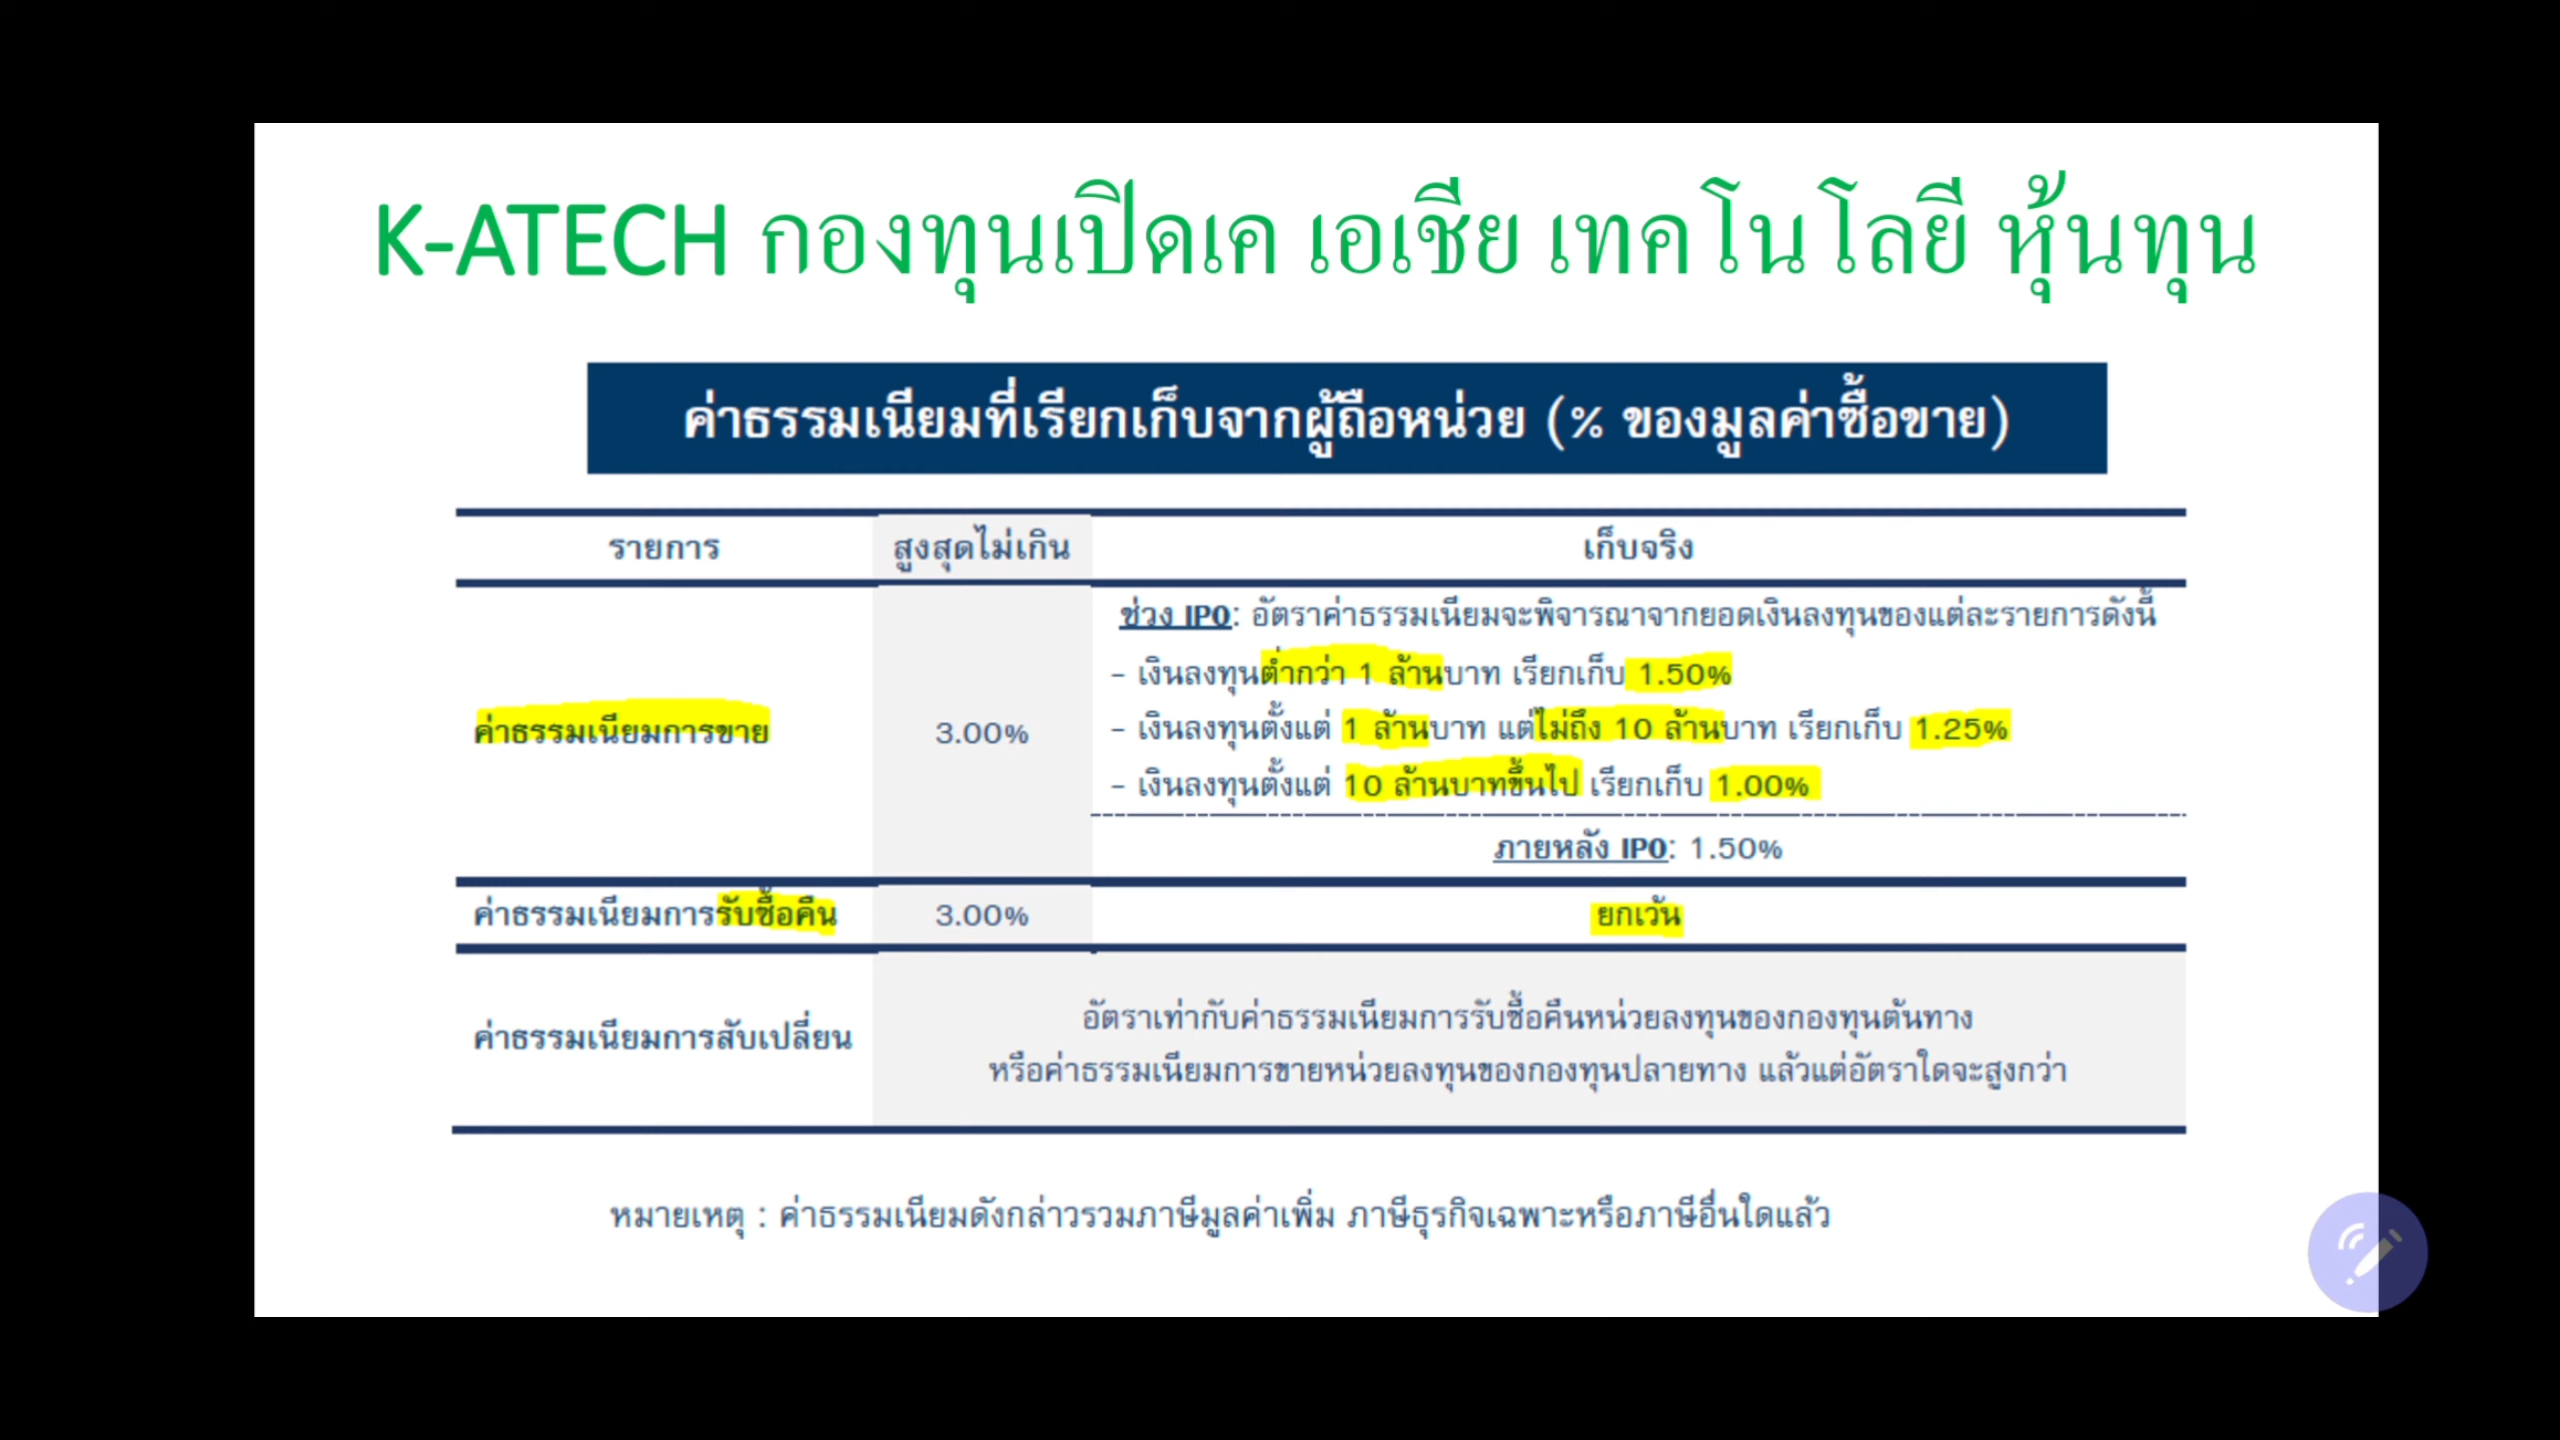 K-ATECH กองทุนเปิดเค เอเชีย เทคโนโลยี หุ้นทุน
ค่าธรรมเนียมที่เรียกเก็บจากผู้ถือหน่วย (% ของมูลค่าซื้อขาย)
รายการ สูงสุดไม่เกิน เก็บจริง
ช่วง IPO: อัตราค่าธรรมเนียมจะพิจารณาจากยอดเงินลงทุนของแต่ละรายการดังนี้
- เงินลงทุนต่ำกว่า 1 ล้านบาท เรียกเก็บ 1.50%
ค่าธรรมเนียมการขาย 3.00% - เงินลงทุนตั้งแต่ 1 ล้านบาท แต่ไม่ถึง 10 ล้านบาท เรียกเก็บ 1.25%
- เงินลงทุนตั้งแต่ 10 ล้านบาทขึ้นไป เรียกเก็บ 1.00%
ภายหลัง IPO: 1.50%
ค่าธรรมเนียมการรับซื้อคืน 3.00% ยกเว้น
อัตราเท่ากับค่าธรรมเนียมการรับซื้อคืนหน่วยลงทุนของกองทุนต้นทาง
ค่าธรรมเนียมการสับเปลี่ยน
หรือค่าธรรมเนียมการขายหน่วยลงทุนของกองทุนปลายทาง แล้วแต่อัตราใดจะสูงกว่า
หมายเหตุ : ค่าธรรมเนียมดังกล่าวรวมภาษีมูลค่าเพิ่ม ภาษีธุรกิจเฉพาะหรือภาษีอื่นใดแล้ว